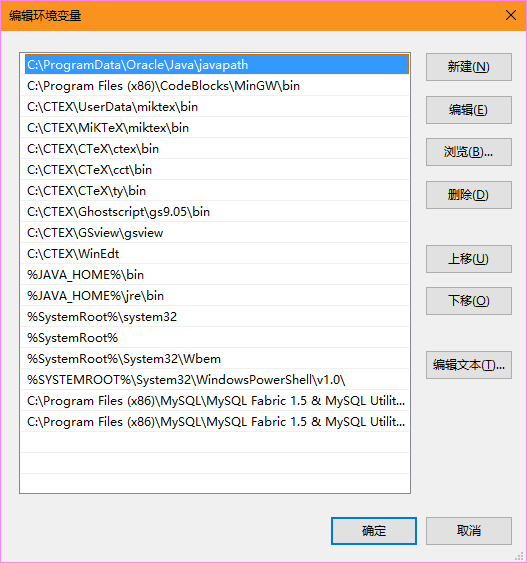 编辑环境变量
C:\ProgramData\Oracle\Java\javapath
C:\Program Files (x86)\CodeBlocks\MinGW\bin
C:\CTEX\UserData\miktex\bin
C:\CTEX\MiKTeX\miktex\bin
C:\CTEX\CTeX\ctex\bin
C:\CTEX\CTeX\cct\bin
C:\CTEX\CTeX\ty\bin
C:\CTEX\Ghostscript\gs9.05\bin
C:\CTEX\GSview\gsview
C:\CTEX\WinEdt
%JAVA_HOME%\bin
%JAVA_HOME%\jre\bin
%SystemRoot%\system32
%SystemRoot%
%SystemRoot%\System32\Wbem
%SYSTEMROOT%\System32\WindowsPowerShell\v1.0\
C:\Program Files (x86)\MySQL\MySQL Fabric 1.5 & MySQL Utilit...
C:\Program Files (x86)\MySQL\MySQL Fabric 1.5 & MySQL Utilit...
新建(N)
编辑(E)
浏览(B)...
删除(D)
上移(U)
下移(O)
编辑文本(T)...
确定
取消